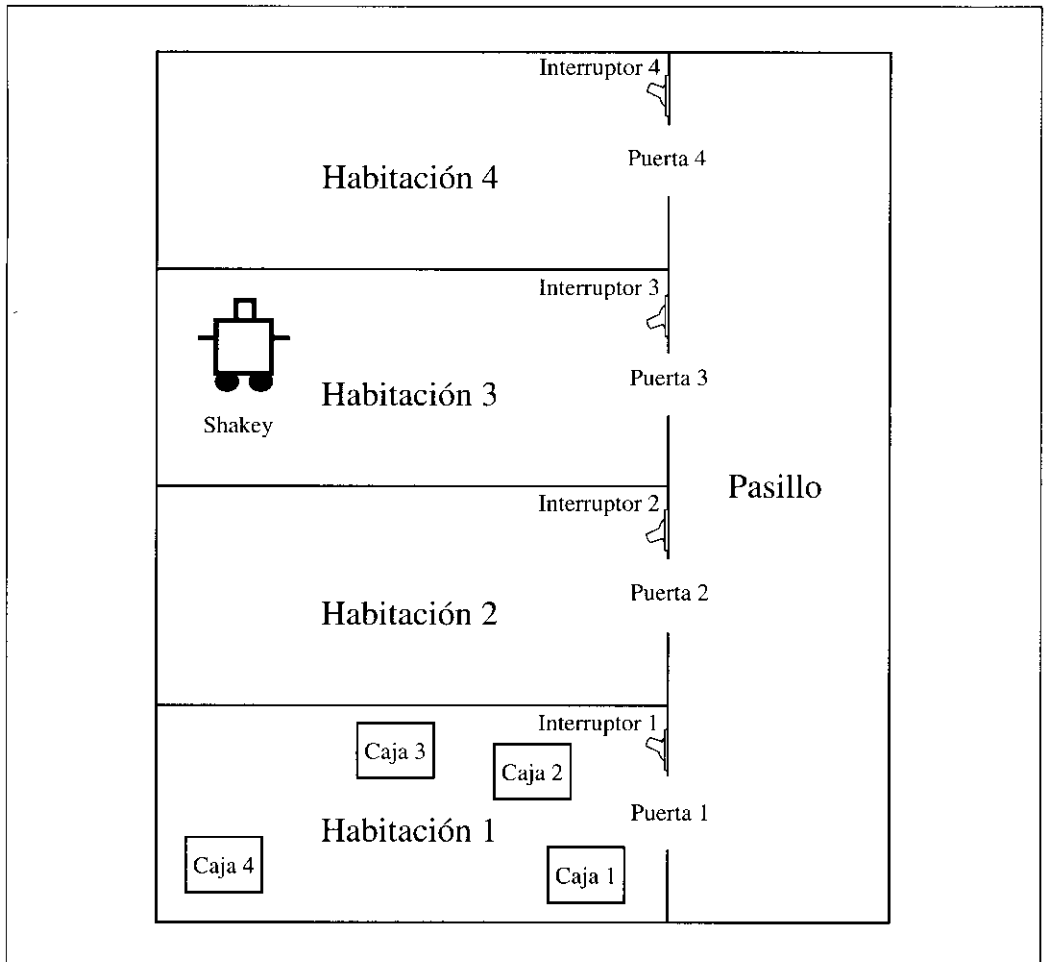 Interruptor 4
Puerta 4
Habitación 4
Interruptor 3
Puerta 3
Habitación 3
Shakey
Pasillo
Interruptor 2
Puerta 2
Habitación 2
Interruptor 1
Caja 3
Caja 2
Puerta 1
Habitación 1
Caja 4
Caja 1